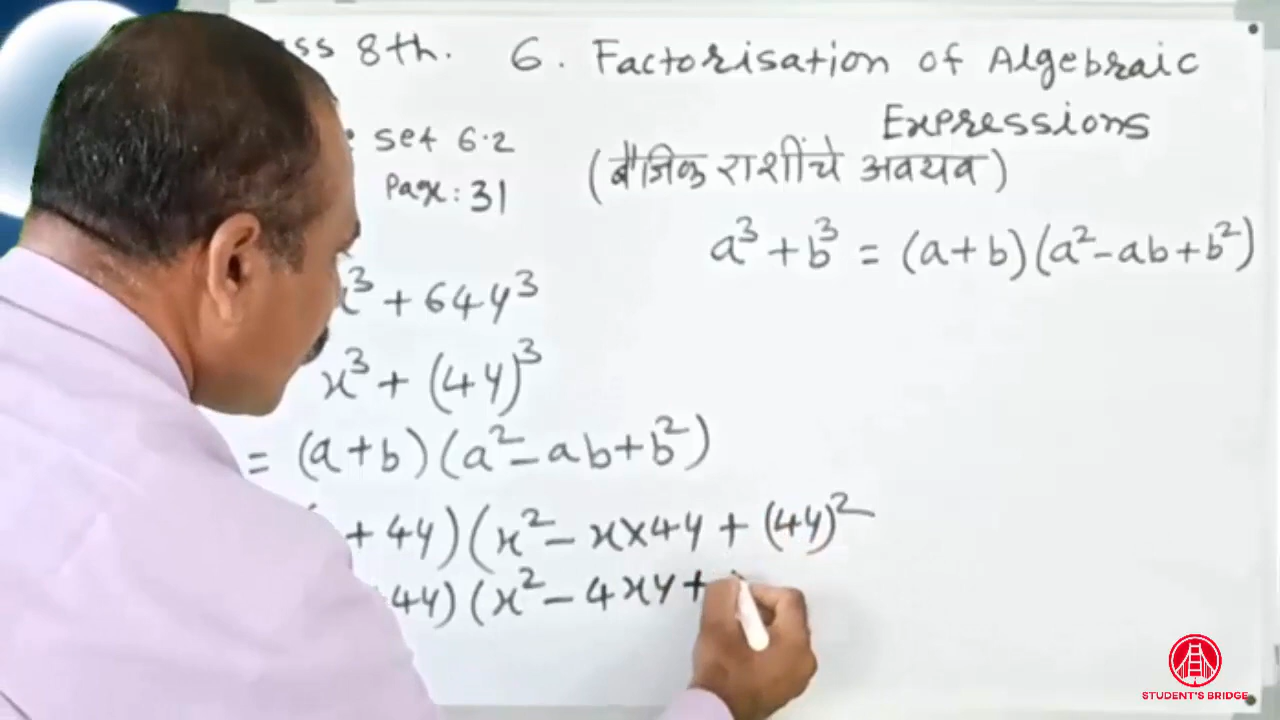 8th. 6. Factorisation of Algebraic
Expressions
set 6.2 (बैजिक राशींचे अवयव)
Page: 31
a³ + b³ = (a+b)(a²-ab+b²)
x³ + 64y³
x³ + (4y)³
= (a+b)(a²-ab+b²)
+ 4y)(x² - x×4y + (4y)²
4y)(x² - 4xy +
STUDENT'S BRIDGE